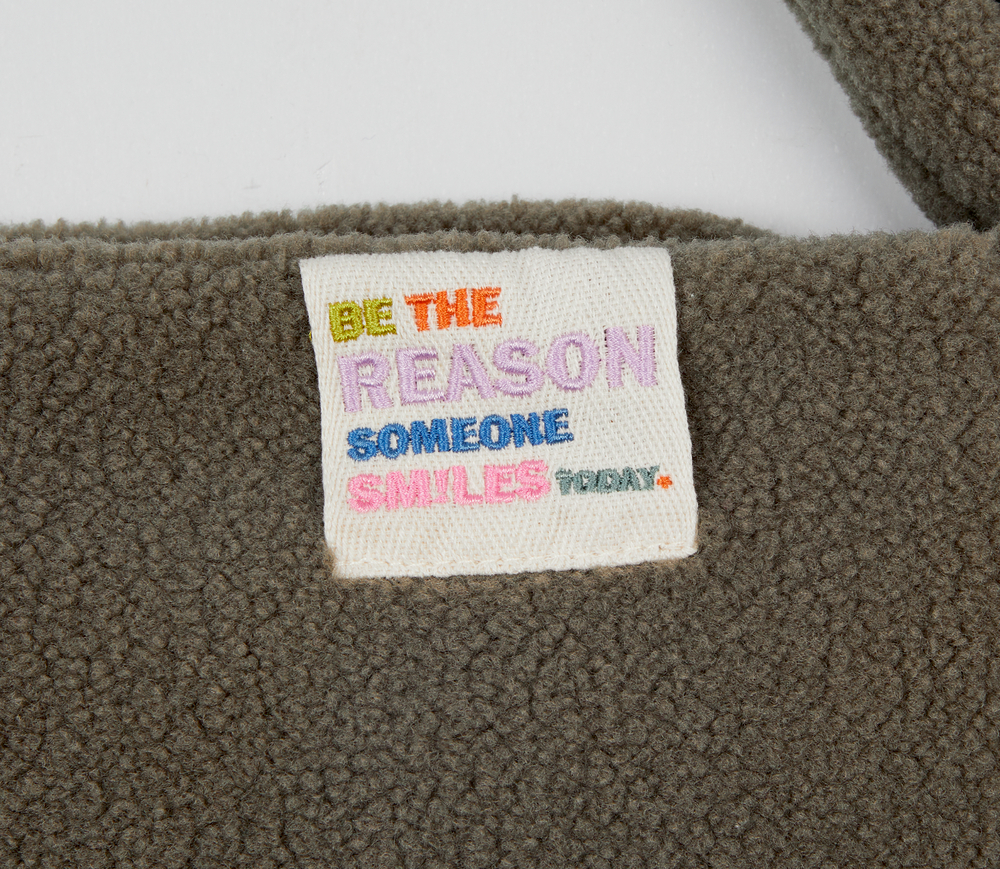 BE THE
REASON
SOMEONE
SMILES TODAY.